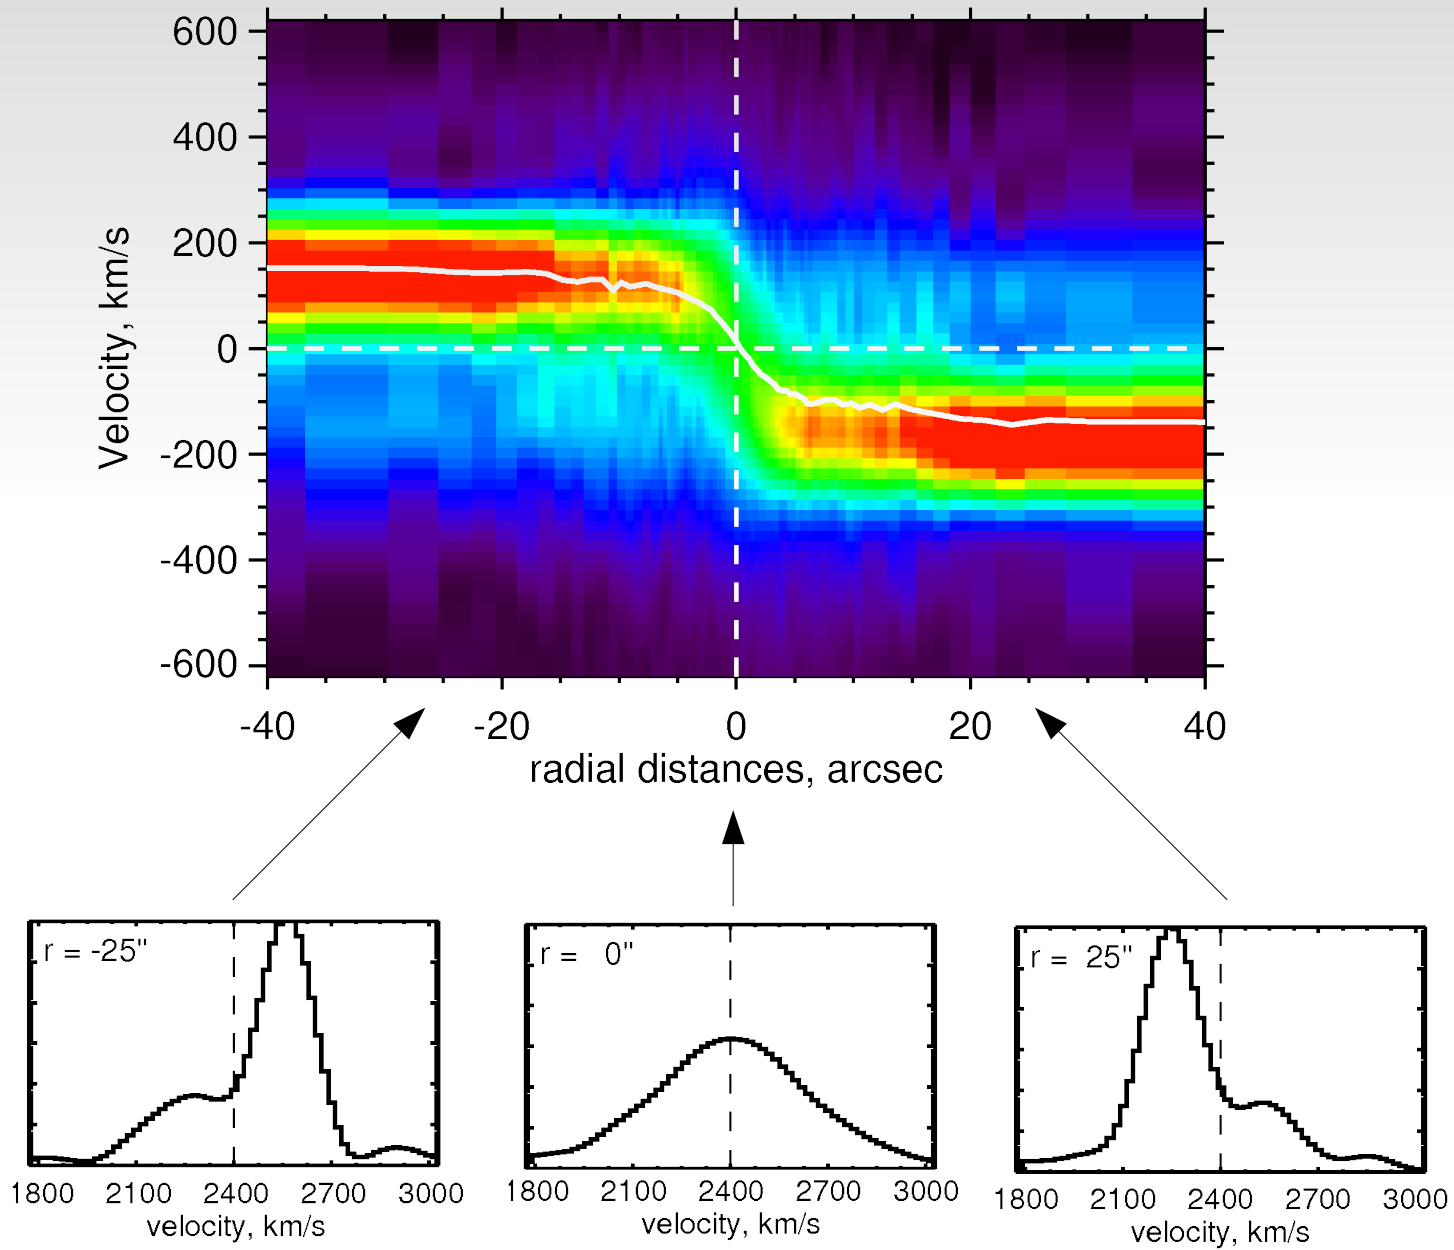 600
400
200
0
-200
-400
-600
Velocity, km/s
-40 -20 0 20 40
radial distances, arcsec
r = -25"
r = 0"
r = 25"
1800 2100 2400 2700 3000
velocity, km/s
1800 2100 2400 2700 3000
velocity, km/s
1800 2100 2400 2700 3000
velocity, km/s